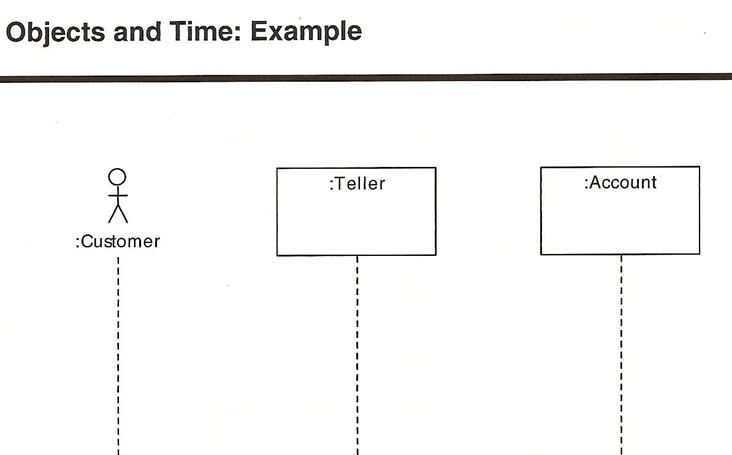 Objects and Time: Example
:Teller
:Account
:Customer